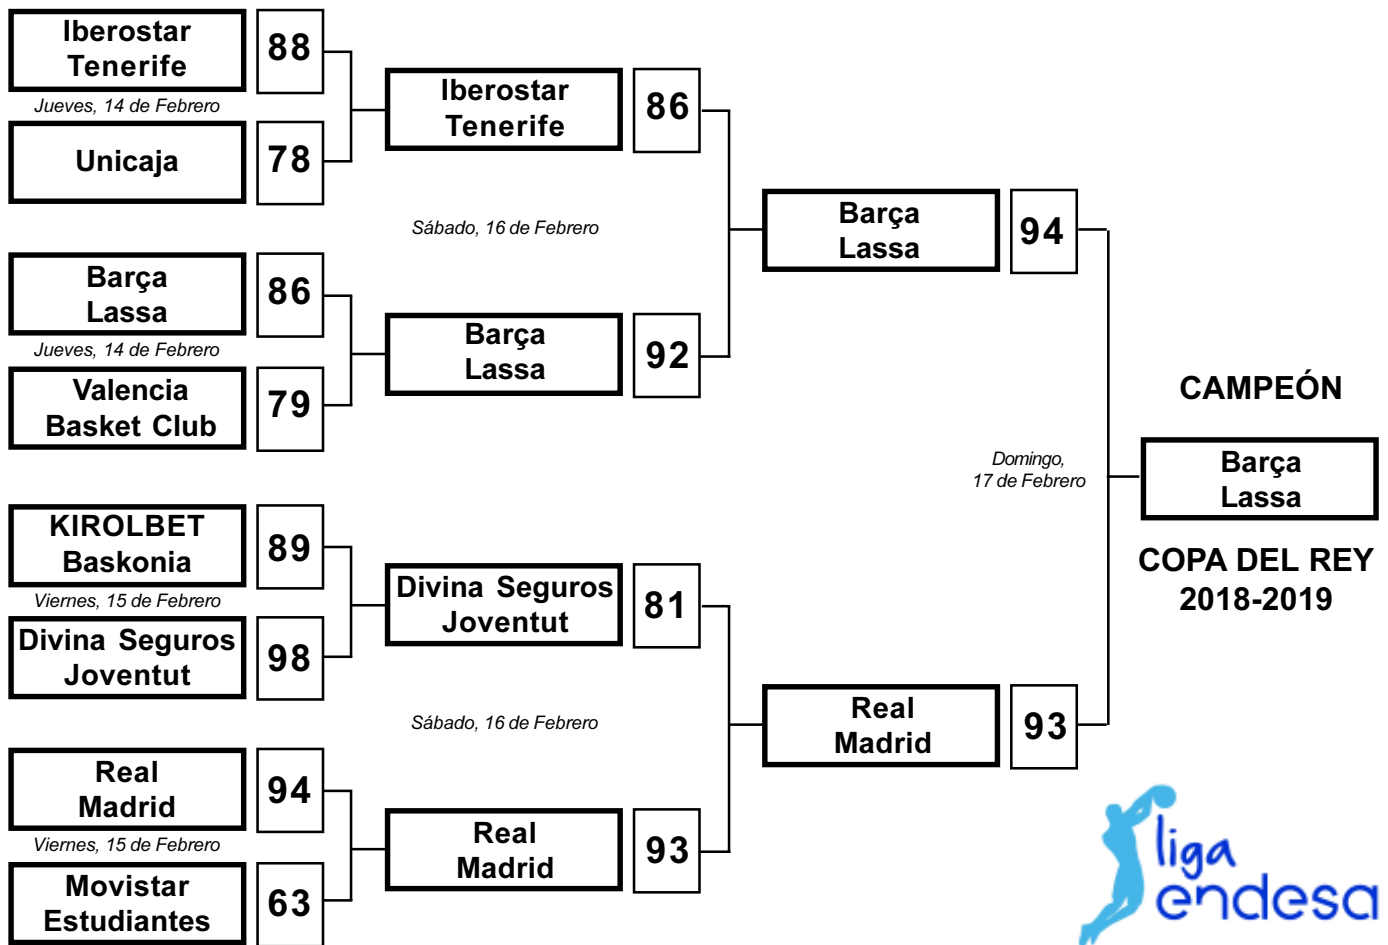 Iberostar
Tenerife
88
Jueves, 14 de Febrero
Unicaja
78
Barça
Lassa
86
Jueves, 14 de Febrero
Valencia
Basket Club
79
KIROLBET
Baskonia
89
Viernes, 15 de Febrero
Divina Seguros
Joventut
98
Real
Madrid
94
Viernes, 15 de Febrero
Movistar
Estudiantes
63
Iberostar
Tenerife
86
Sábado, 16 de Febrero
Barça
Lassa
92
Divina Seguros
Joventut
81
Sábado, 16 de Febrero
Real
Madrid
93
Barça
Lassa
94
Domingo,
17 de Febrero
Real
Madrid
93
CAMPEÓN
Barça
Lassa
COPA DEL REY
2018-2019
liga
endesa